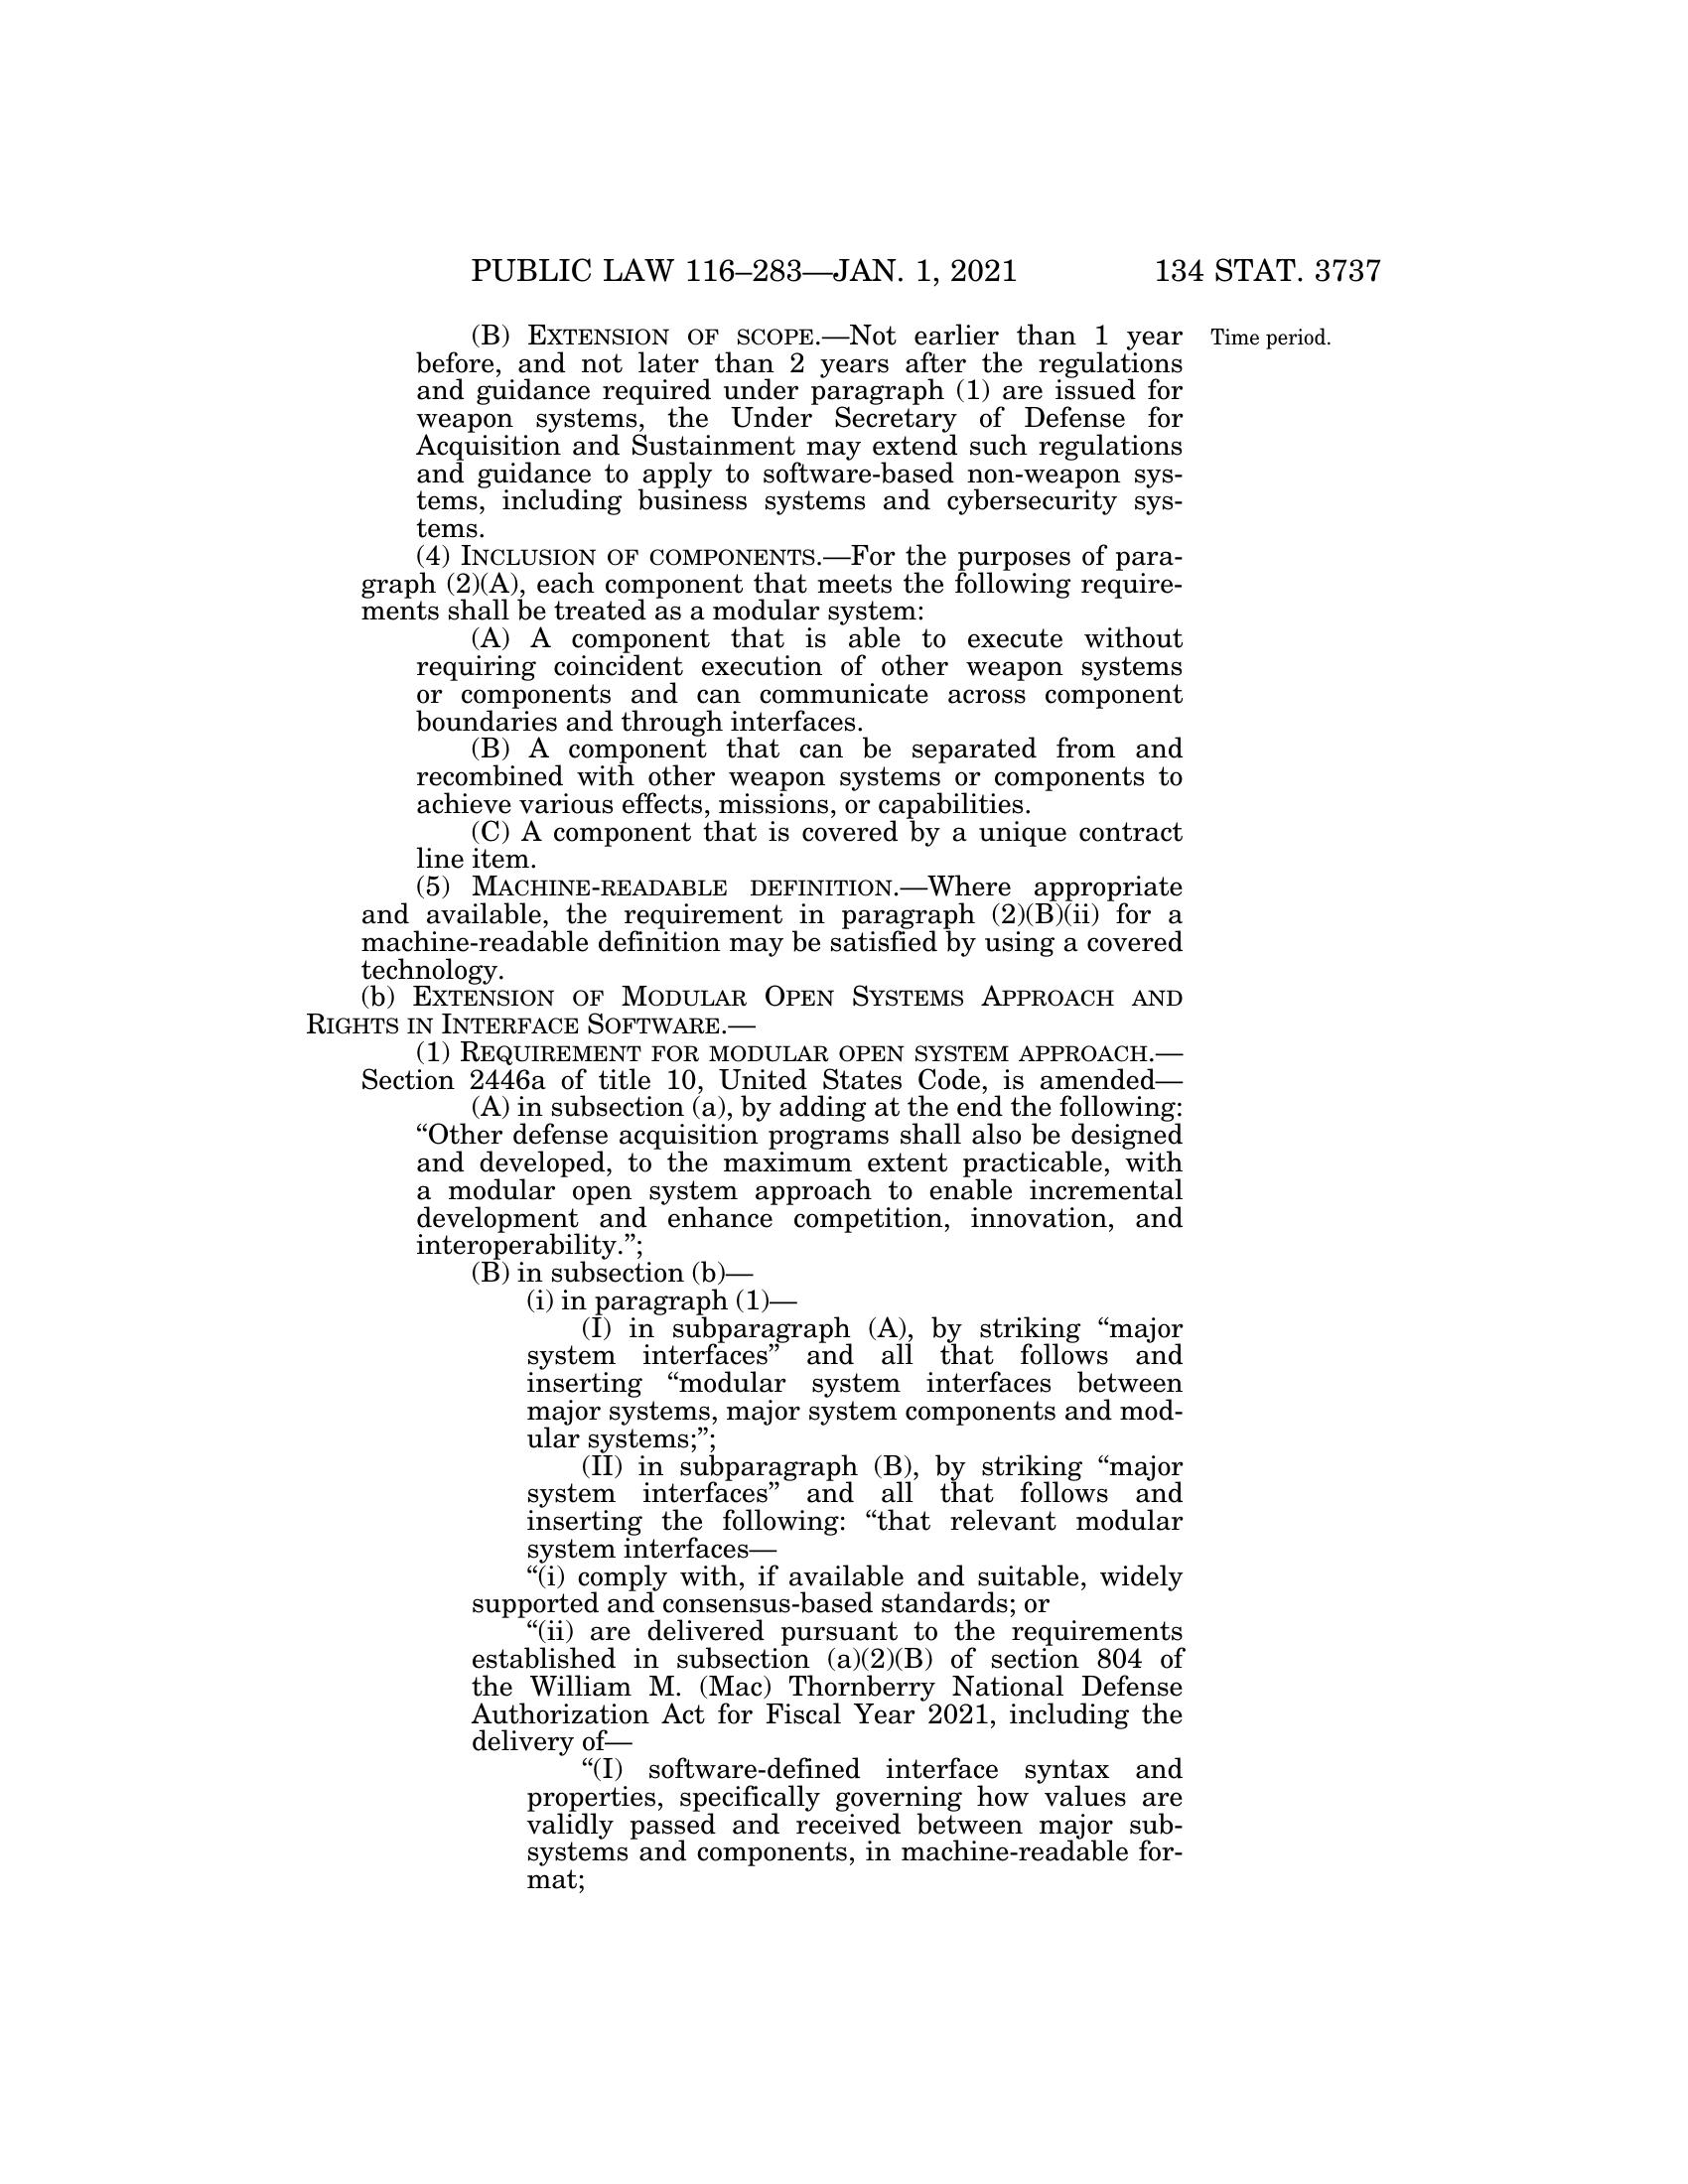 PUBLIC LAW 116–283—JAN. 1, 2021 134 STAT. 3737
(B) EXTENSION OF SCOPE.—Not earlier than 1 year Time period.
before, and not later than 2 years after the regulations
and guidance required under paragraph (1) are issued for
weapon systems, the Under Secretary of Defense for
Acquisition and Sustainment may extend such regulations
and guidance to apply to software-based non-weapon sys-
tems, including business systems and cybersecurity sys-
tems.
(4) INCLUSION OF COMPONENTS.—For the purposes of para-
graph (2)(A), each component that meets the following require-
ments shall be treated as a modular system:
(A) A component that is able to execute without
requiring coincident execution of other weapon systems
or components and can communicate across component
boundaries and through interfaces.
(B) A component that can be separated from and
recombined with other weapon systems or components to
achieve various effects, missions, or capabilities.
(C) A component that is covered by a unique contract
line item.
(5) MACHINE-READABLE DEFINITION.—Where appropriate
and available, the requirement in paragraph (2)(B)(ii) for a
machine-readable definition may be satisfied by using a covered
technology.
(b) EXTENSION OF MODULAR OPEN SYSTEMS APPROACH AND
RIGHTS IN INTERFACE SOFTWARE.—
(1) REQUIREMENT FOR MODULAR OPEN SYSTEM APPROACH.—
Section 2446a of title 10, United States Code, is amended—
(A) in subsection (a), by adding at the end the following:
“Other defense acquisition programs shall also be designed
and developed, to the maximum extent practicable, with
a modular open system approach to enable incremental
development and enhance competition, innovation, and
interoperability.”;
(B) in subsection (b)—
(i) in paragraph (1)—
(I) in subparagraph (A), by striking “major
system interfaces” and all that follows and
inserting “modular system interfaces between
major systems, major system components and mod-
ular systems;”;
(II) in subparagraph (B), by striking “major
system interfaces” and all that follows and
inserting the following: “that relevant modular
system interfaces—
“(i) comply with, if available and suitable, widely
supported and consensus-based standards; or
“(ii) are delivered pursuant to the requirements
established in subsection (a)(2)(B) of section 804 of
the William M. (Mac) Thornberry National Defense
Authorization Act for Fiscal Year 2021, including the
delivery of—
“(I) software-defined interface syntax and
properties, specifically governing how values are
validly passed and received between major sub-
systems and components, in machine-readable for-
mat;